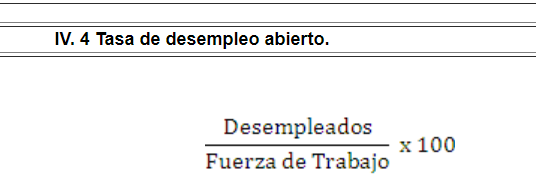 IV. 4 Tasa de desempleo abierto.
Desempleados
Fuerza de Trabajo
x 100